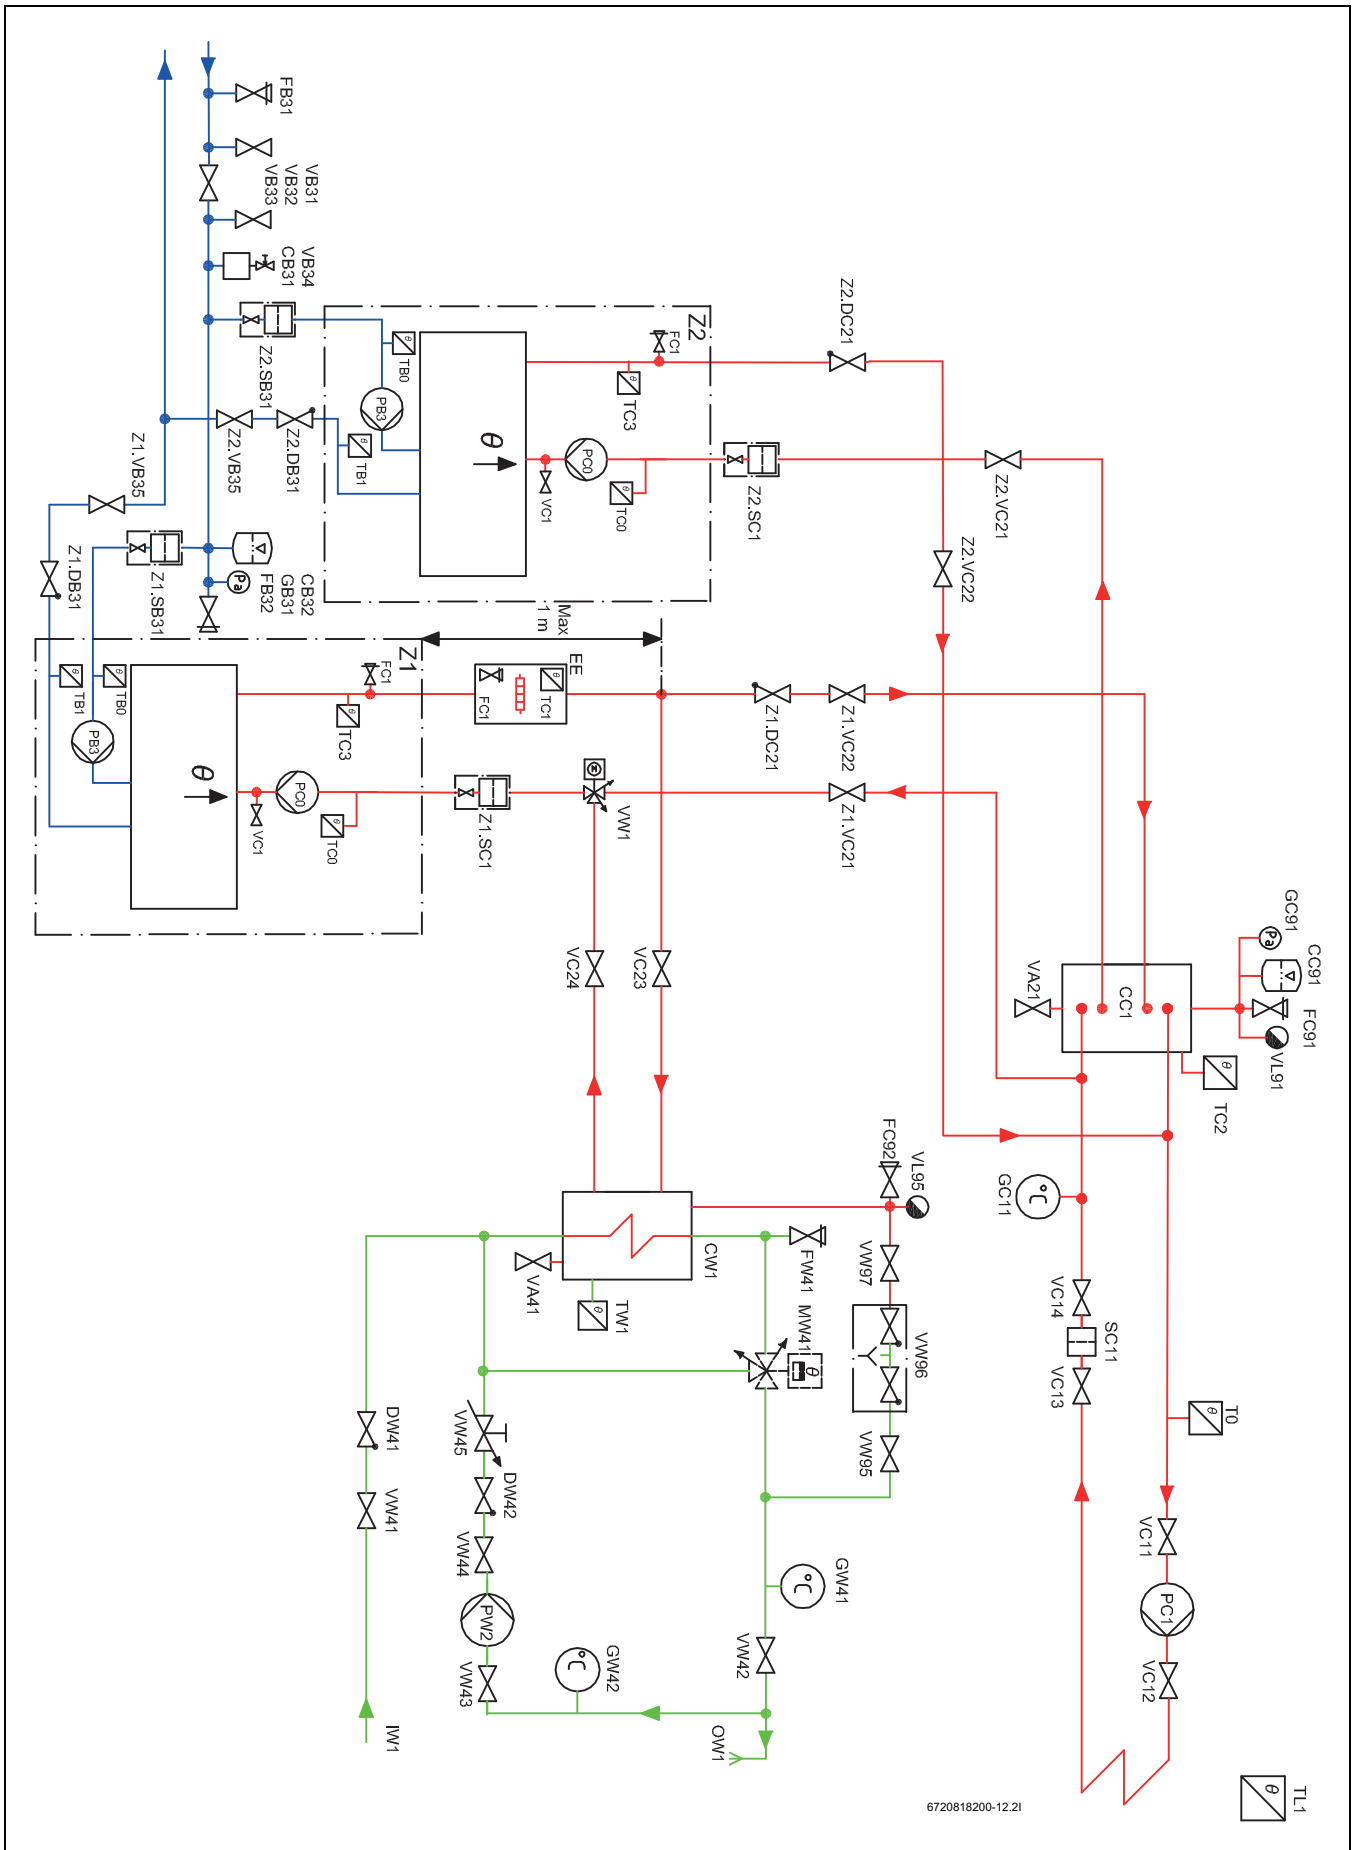 FB31
VB31
VB32
VB33
VB34
CB31
Z2.SB31
Z2.DB31
Z2.VB35
Z1.VB35
Z1.DB31
Z1.SB31
CB32
GB31
FB32
Pa
Z2
FC1
TC3
θ
TB0
θ
PB3
TB1
θ
θ
VC1
PC0
TC0
θ
Z2.DC21
Z2.SC1
Z2.VC21
Z2.VC22
Max
1 m
Z1
FC1
TC3
θ
TB0
θ
TB1
θ
PB3
θ
VC1
PC0
TC0
θ
EE
FC1
TC1
θ
Z1.DC21
Z1.VC22
Z1.VC21
VW1
M
Z1.SC1
VC24
VC23
GC91
Pa
CC91
FC91
VL91
VA21
CC1
TC2
θ
GC11
°C
VC14
SC11
VC13
T0
θ
VC11
PC1
VC12
TL1
θ
FC92
VL95
VW97
VW96
VW95
CW1
FW41
MW41
θ
VA41
TW1
θ
DW41
VW41
IW1
VW45
DW42
VW44
PW2
VW43
GW42
°C
GW41
°C
VW42
OW1
6720818200-12.2I